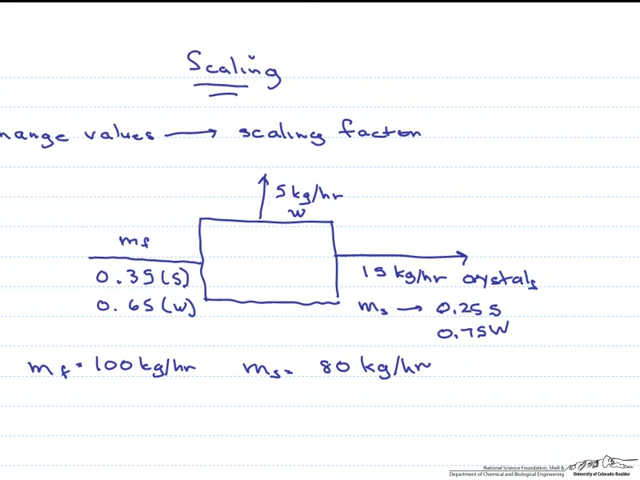 Scaling
hange values → scaling factor
5 kg/hr
w
mf
0.35 (s)
0.65 (w)
15 kg/hr crystals
ms → 0.25 s
0.75 W
mf = 100 kg/hr ms = 80 kg/hr
National Science Foundation, Shell &
Department of Chemical and Biological Engineering
University of Colorado Boulder